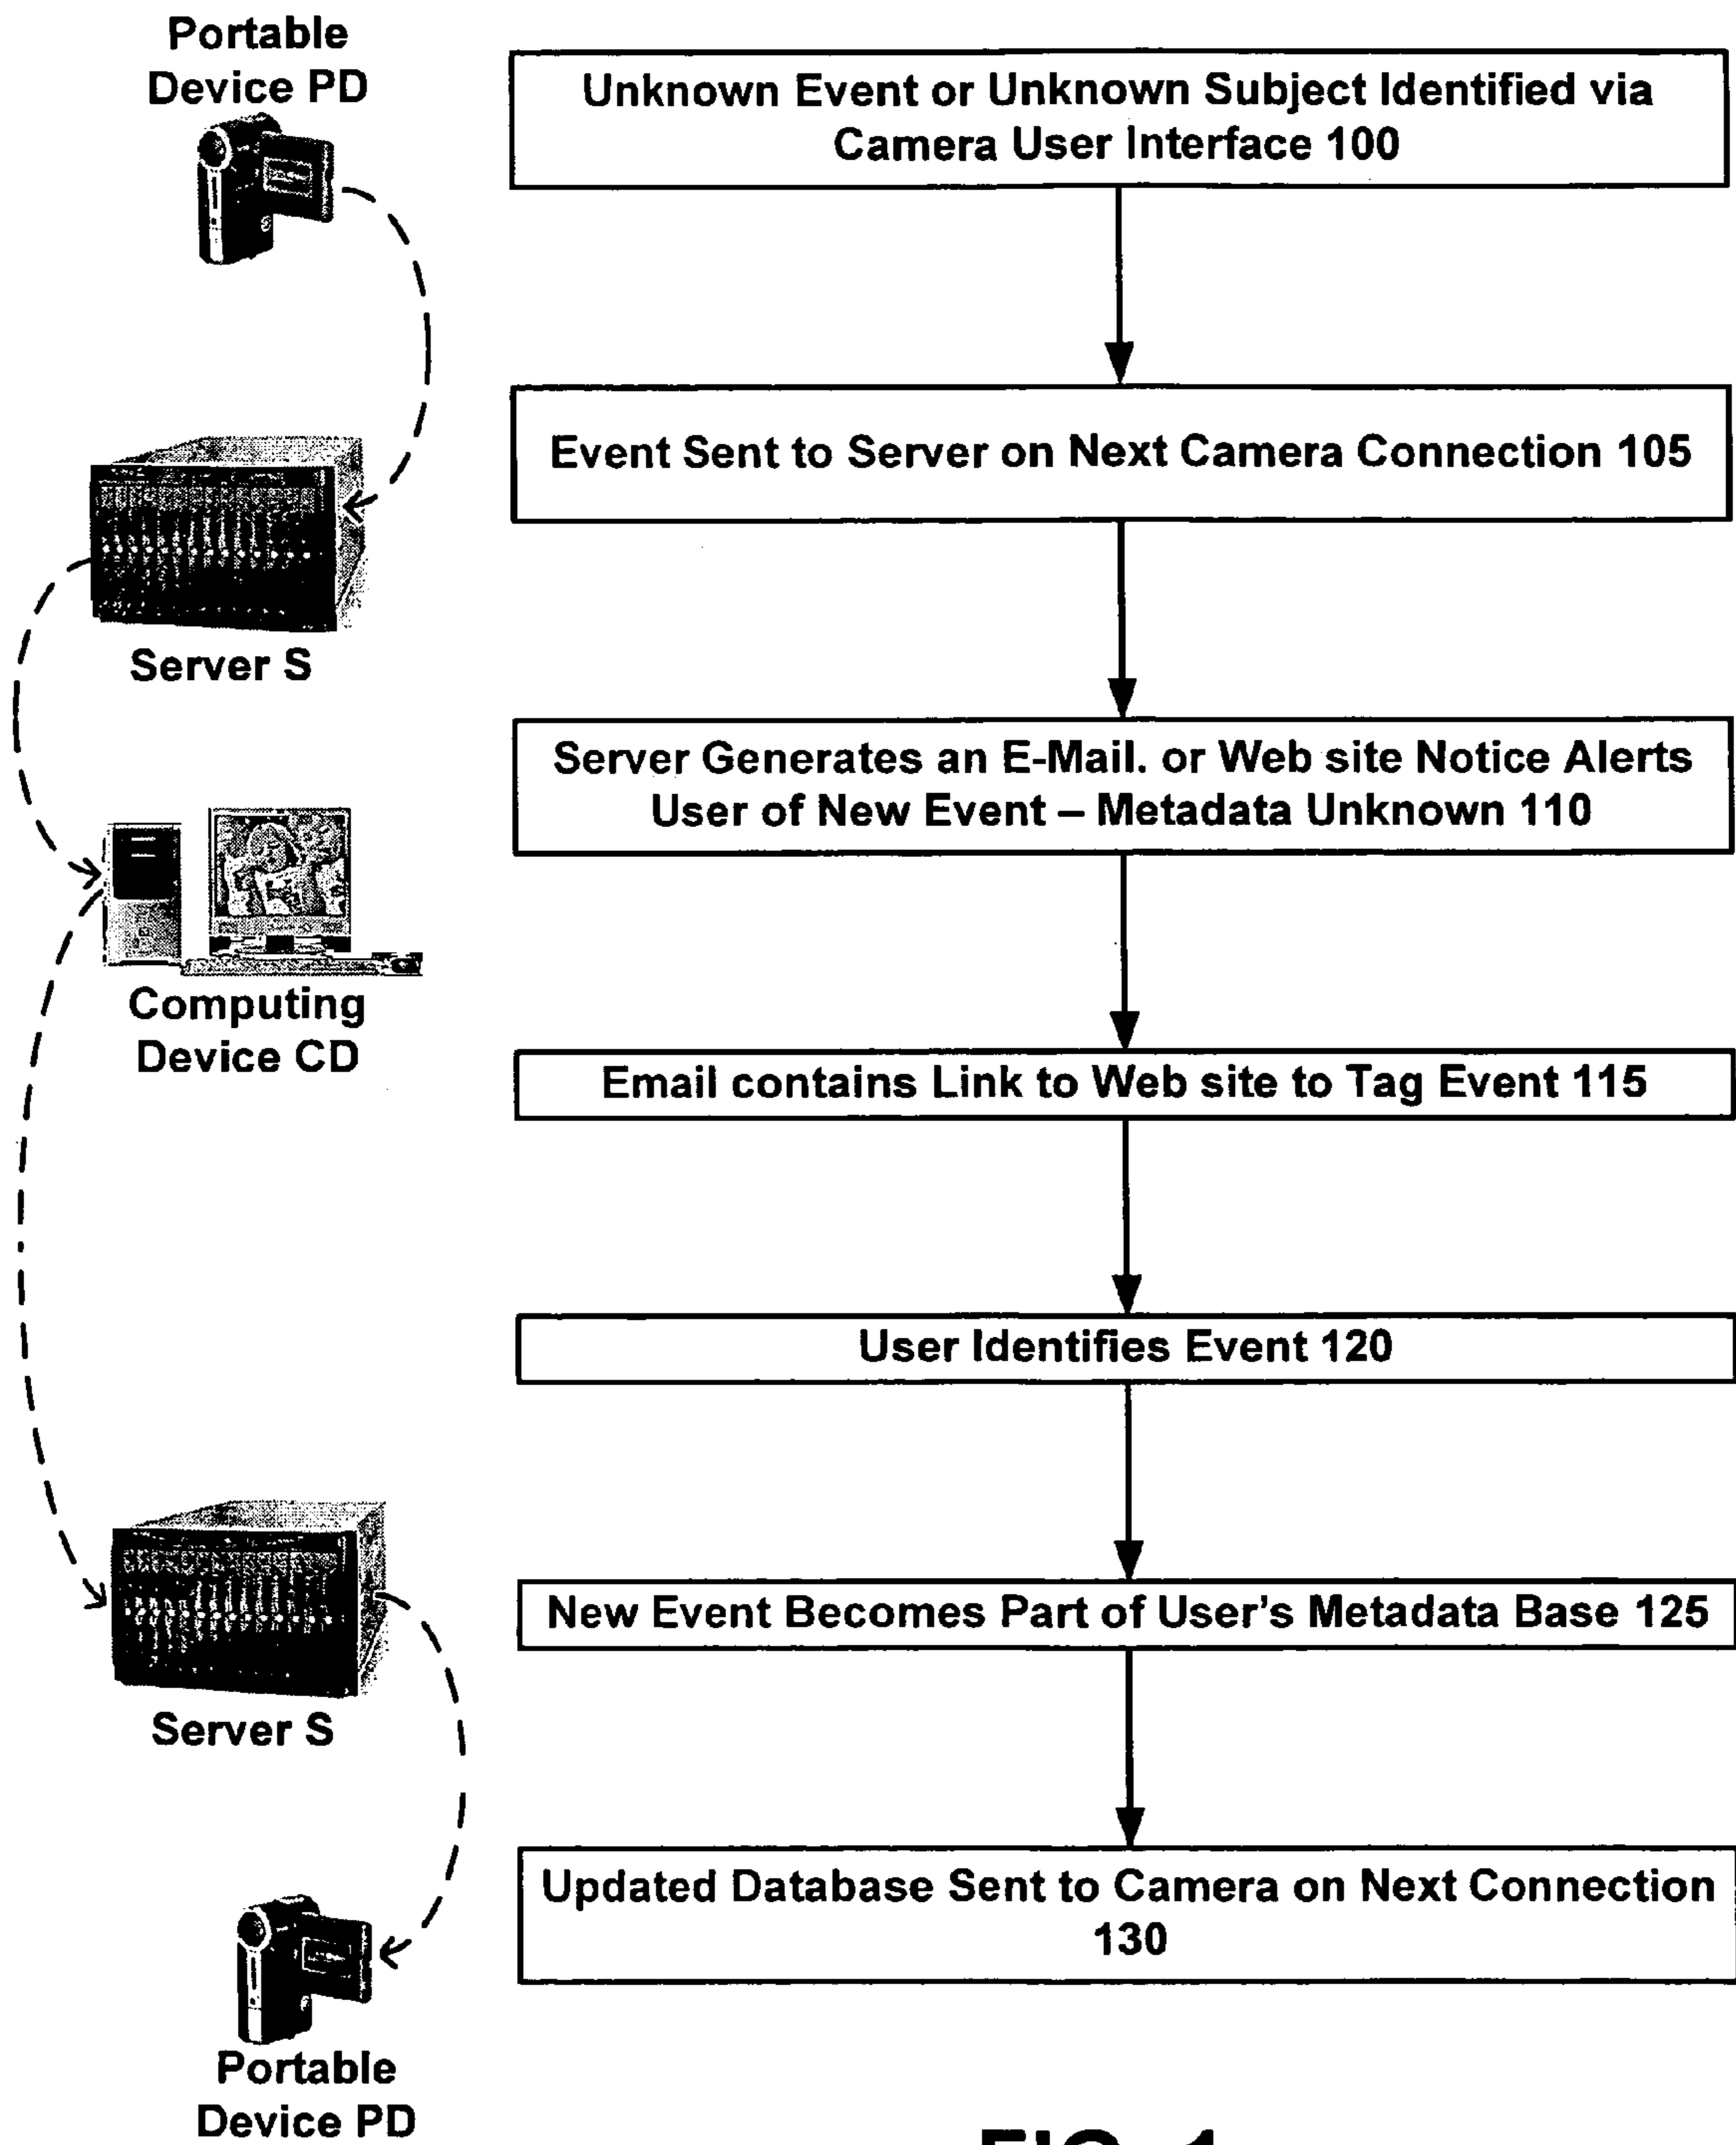 Portable
Device PD
Unknown Event or Unknown Subject Identified via
Camera User Interface 100
Event Sent to Server on Next Camera Connection 105
Server S
Server Generates an E-Mail. or Web site Notice Alerts
User of New Event – Metadata Unknown 110
Computing
Device CD
Email contains Link to Web site to Tag Event 115
User Identifies Event 120
New Event Becomes Part of User's Metadata Base 125
Server S
Updated Database Sent to Camera on Next Connection
130
Portable
Device PD
FIG. 1